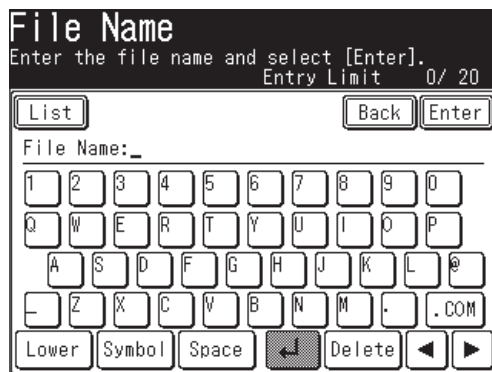 File Name
Enter the file name and select [Enter].
Entry Limit 0/ 20
List Back Enter
File Name:_
1 2 3 4 5 6 7 8 9 0
Q W E R T Y U I O P
A S D F G H J K L @
_ Z X C V B N M . .COM
Lower Symbol Space ↵ Delete ◀ ▶